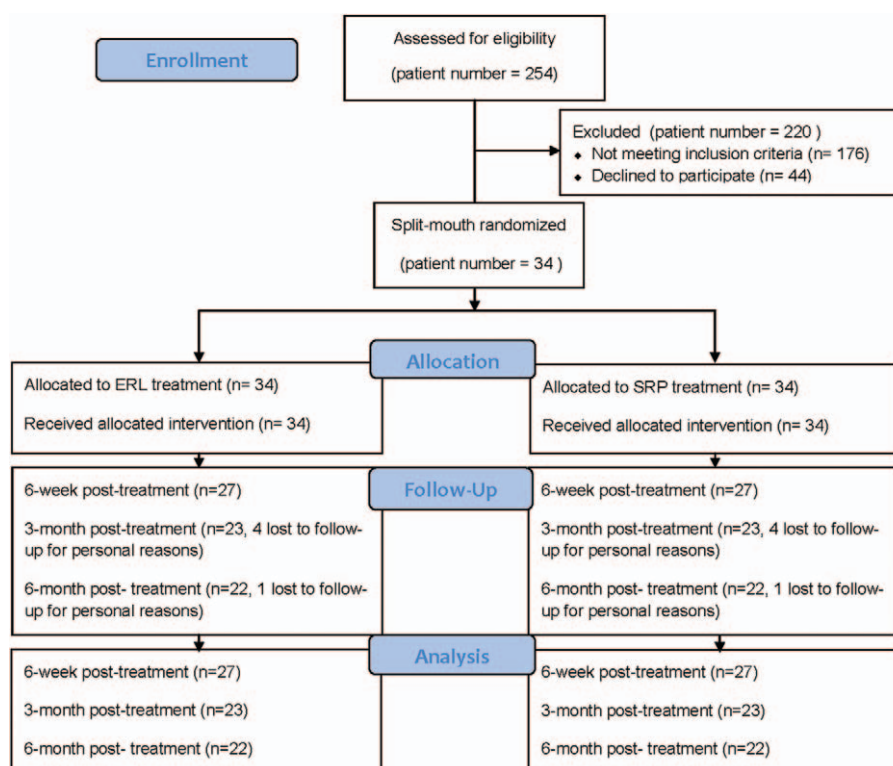 Enrollment
Assessed for eligibility
(patient number = 254)
Excluded (patient number = 220 )
◆ Not meeting inclusion criteria (n= 176)
◆ Declined to participate (n= 44)
Split-mouth randomized
(patient number = 34 )
Allocation
Allocated to ERL treatment (n= 34)
Received allocated intervention (n= 34)
Allocated to SRP treatment (n= 34)
Received allocated intervention (n= 34)
Follow-Up
6-week post-treatment (n=27)
3-month post-treatment (n=23, 4 lost to follow-
up for personal reasons)
6-month post- treatment (n=22, 1 lost to follow-
up for personal reasons)
6-week post-treatment (n=27)
3-month post-treatment (n=23, 4 lost to follow-
up for personal reasons)
6-month post- treatment (n=22, 1 lost to follow-
up for personal reasons)
Analysis
6-week post-treatment (n=27)
3-month post-treatment (n=23)
6-month post- treatment (n=22)
6-week post-treatment (n=27)
3-month post-treatment (n=23)
6-month post- treatment (n=22)